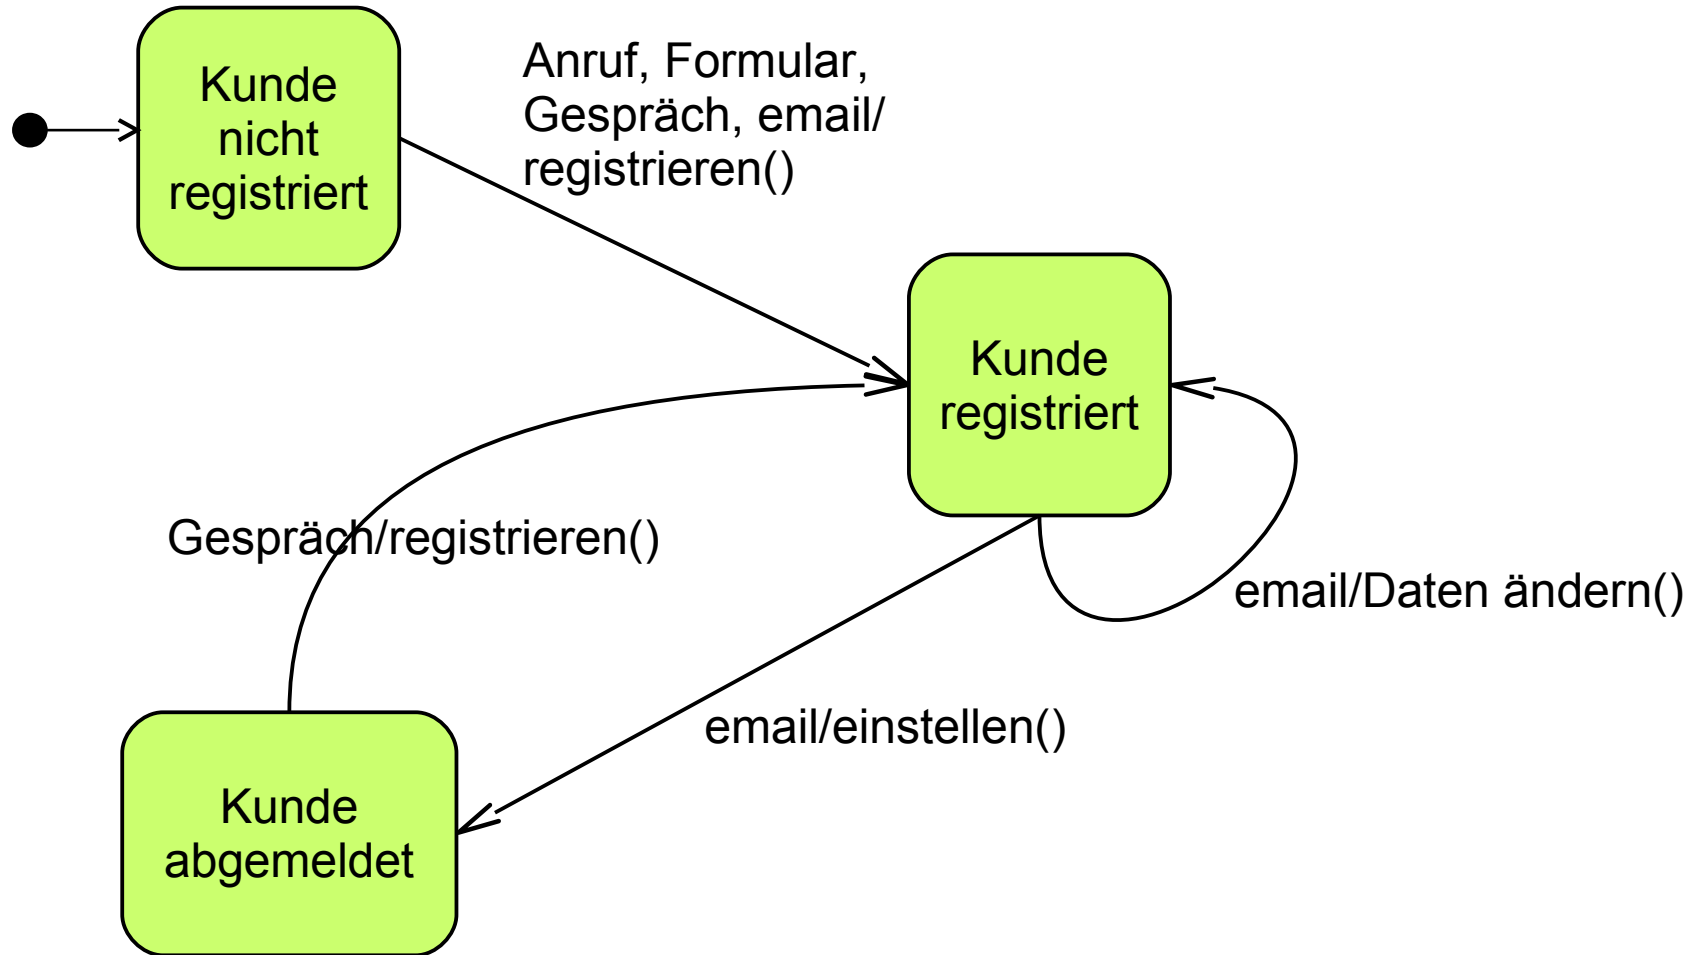 Kunde
nicht
registriert
Anruf, Formular,
Gespräch, email/
registrieren()
Kunde
registriert
Gespräch/registrieren()
email/Daten ändern()
email/einstellen()
Kunde
abgemeldet